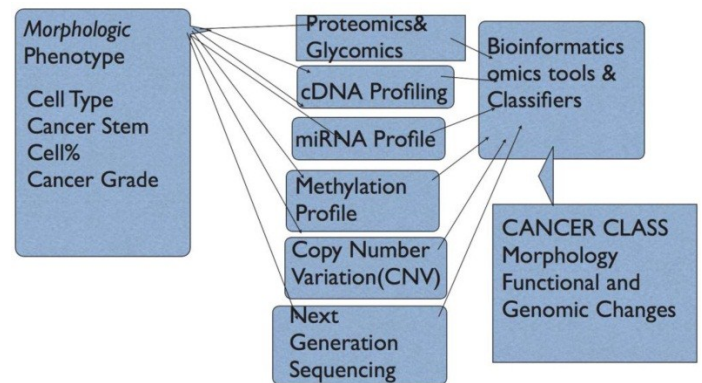 Morphologic
Phenotype
Cell Type
Cancer Stem
Cell%
Cancer Grade
Proteomics&
Glycomics
cDNA Profiling
miRNA Profile
Methylation
Profile
Copy Number
Variation(CNV)
Next
Generation
Sequencing
Bioinformatics
omics tools &
Classifiers
CANCER CLASS
Morphology
Functional and
Genomic Changes